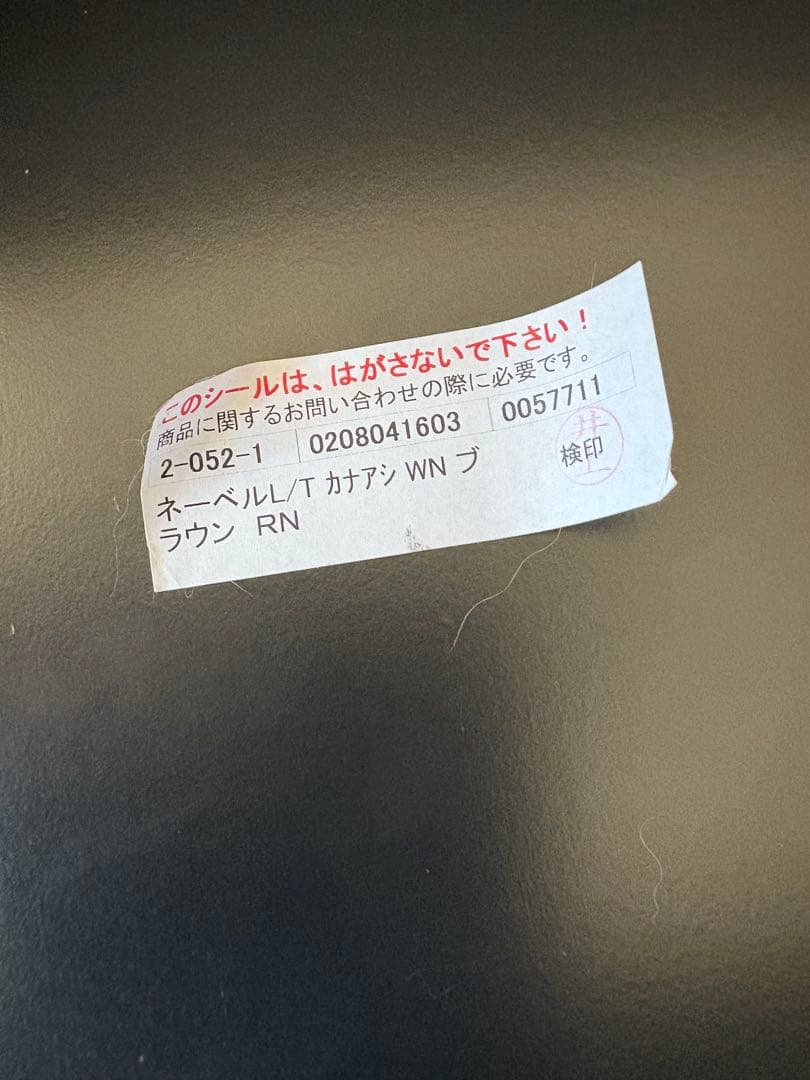 このシールは、はがさないで下さい！
商品に関するお問い合わせの際に必要です。
2-052-1 0208041603 0057711
ネーベルL/T カナアシ WN ブ
ラウン RN
検印
井上